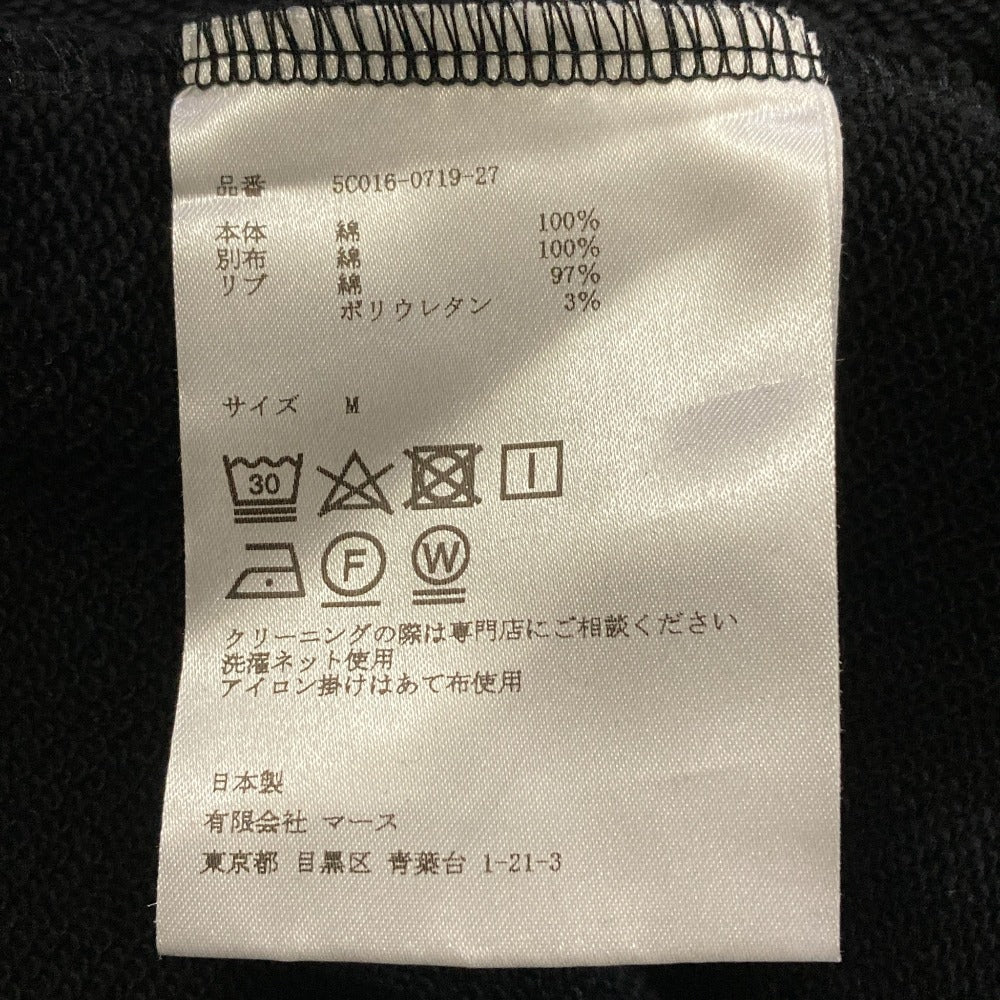 品番 5C016-0719-27
本体 綿 100%
別布 綿 100%
リブ 綿 97%
ポリウレタン 3%
サイズ M
30
F W
クリーニングの際は専門店にご相談ください
洗濯ネット使用
アイロン掛けはあて布使用
日本製
有限会社 マース
東京都 目黒区 青葉台 1-21-3